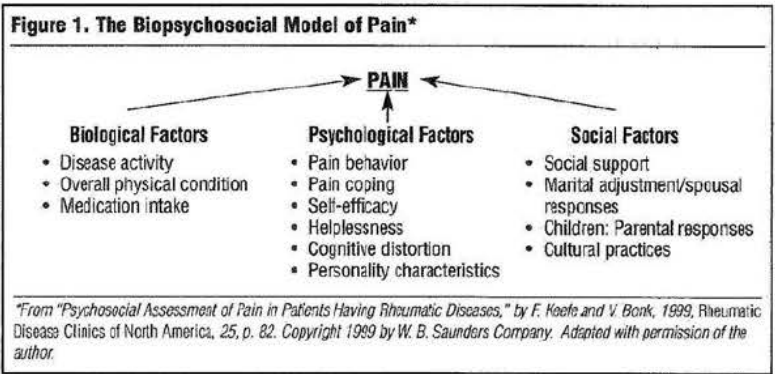 Figure 1. The Biopsychosocial Model of Pain*
PAIN
Biological Factors
• Disease activity
• Overall physical condition
• Medication intake
Psychological Factors
• Pain behavior
• Pain coping
• Self-efficacy
• Helplessness
• Cognitive distortion
• Personality characteristics
Social Factors
• Social support
• Marital adjustment/spousal
responses
• Children: Parental responses
• Cultural practices
*From "Psychosocial Assessment of Pain in Patients Having Rheumatic Diseases," by F. Keefe and V. Bonk, 1999, Rheumatic
Disease Clinics of North America, 25, p. 82. Copyright 1999 by W. B. Saunders Company. Adapted with permission of the
author.